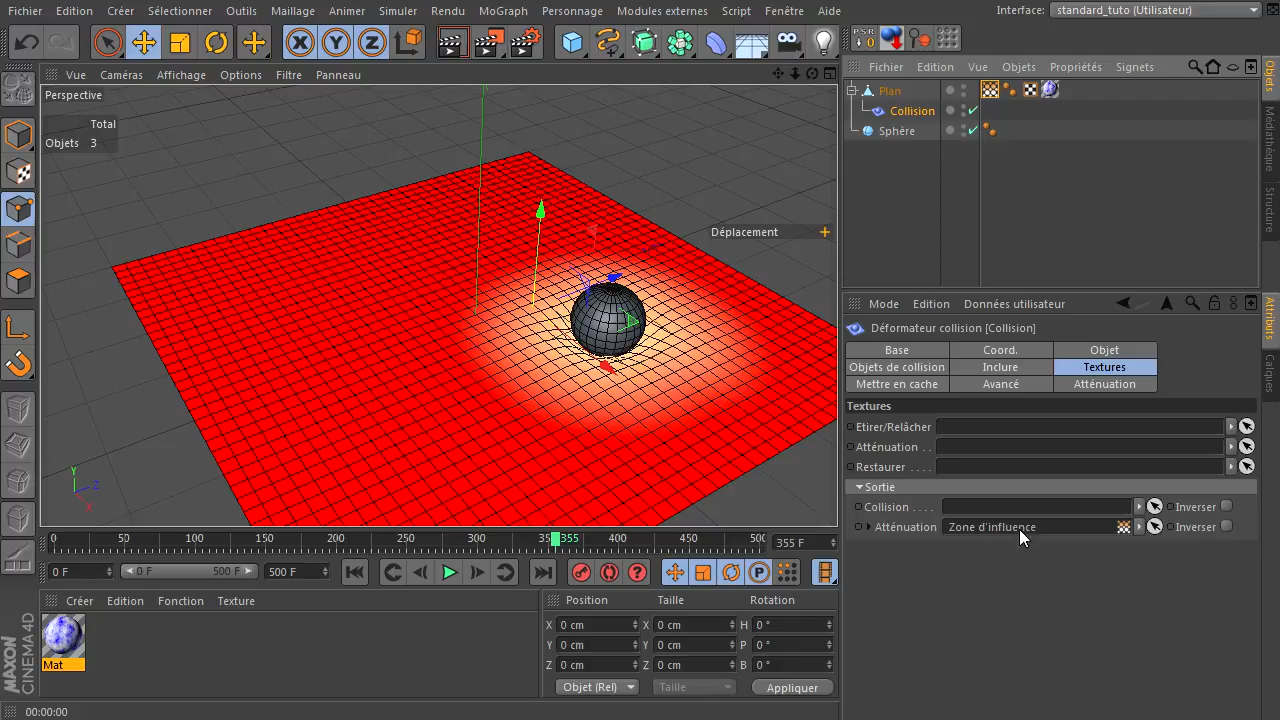 Fichier Edition Créer Sélectionner Outils Maillage Animer Simuler Rendu MoGraph Personnage Modules externes Script Fenêtre Aide Interface: standard_tuto (Utilisateur)
X Y Z
PSR
0
Vue Caméras Affichage Options Filtre Panneau
Fichier Edition Vue Objets Propriétés Signets
Perspective
Total
Objets 3
Déplacement
Y
Z
X
Plan
Collision
Sphère
Objets
Médiathèque
Structure
Mode Edition Données utilisateur
Déformateur collision [Collision]
Base Coord. Objet
Objets de collision Inclure Textures
Mettre en cache Avancé Atténuation
Textures
Etirer/Relâcher
Atténuation . .
Restaurer . . . .
Sortie
Collision . . . . Inverser
Atténuation Zone d'influence Inverser
Attributs
Calques
0 50 100 150 200 250 300 35 355 400 450 500 355 F
0 F 0 F 500 F 500 F
P
Créer Edition Fonction Texture
Mat
Position Taille Rotation
X 0 cm X 0 cm H 0 °
Y 0 cm Y 0 cm P 0 °
Z 0 cm Z 0 cm B 0 °
Objet (Rel) Taille Appliquer
MAXON
CINEMA 4D
00:00:00